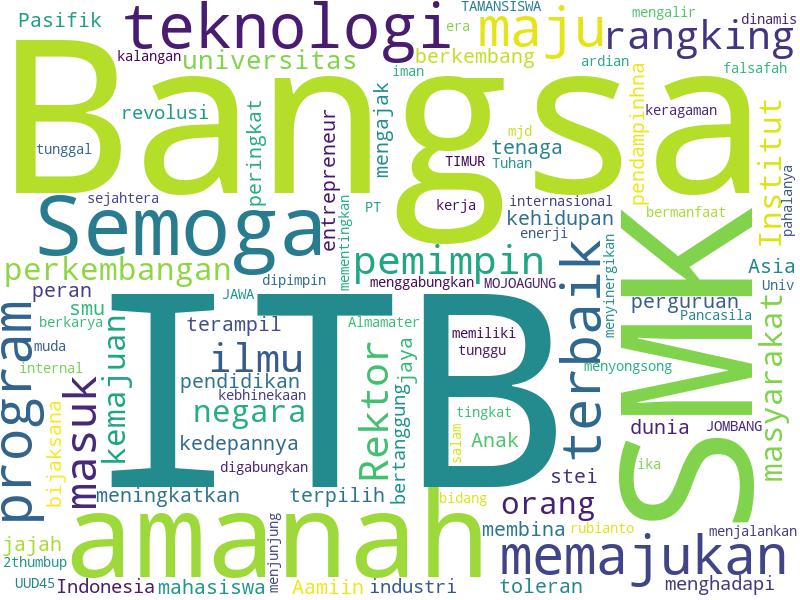 Pasifik
teknologi
TAMANSISWA
era
maju
mengalir
dinamis
rangking
kalangan
universitas
berkembang
iman
ardian
falsafah
Bangsa
revolusi
peringkat
entrepreneur
mengajak
mjd
tenaga
TIMUR
Tuhan
pendampinhna
keragaman
Institut
pahalanya
tunggal
sejahtera
Semoga
mementingkan
PT
kerja
internasional
kehidupan
enerji
bermanfaat
perkembangan
dipimpin
pemimpin
menggabungkan
MOJOAGUNG
terbaik
menyinergikan
SMK
Asia
Univ
peran
smu
berkarya
JAWA
ITB
terampil
Almamater
memiliki
tunggu
perguruan
Pancasila
masyarakat
program
muda
internal
bijaksana
masuk
kemajuan
ilmu
pendidikan
kebhinekaan
negara
kedepannya
digabungkan
Rektor
jaya
bertanggung
salam
tingkat
Anak
menyongsong
dunia
JOMBANG
ika
stei
meningkatkan
terpilih
bidang
orang
amanah
menjunjung
membina
rubianto
menjalankan
jajah
2thumbup
memajukan
UUD45
Indonesia
mahasiswa
Aamiin
industri
toleran
menghadapi